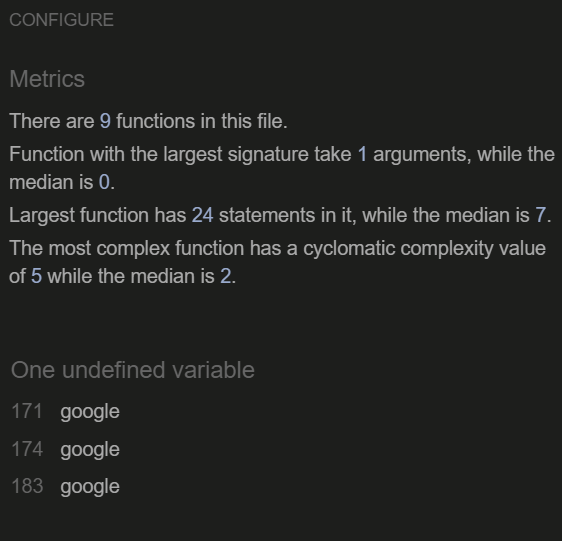 CONFIGURE
Metrics
There are 9 functions in this file.
Function with the largest signature take 1 arguments, while the
median is 0.
Largest function has 24 statements in it, while the median is 7.
The most complex function has a cyclomatic complexity value
of 5 while the median is 2.
One undefined variable
171 google
174 google
183 google